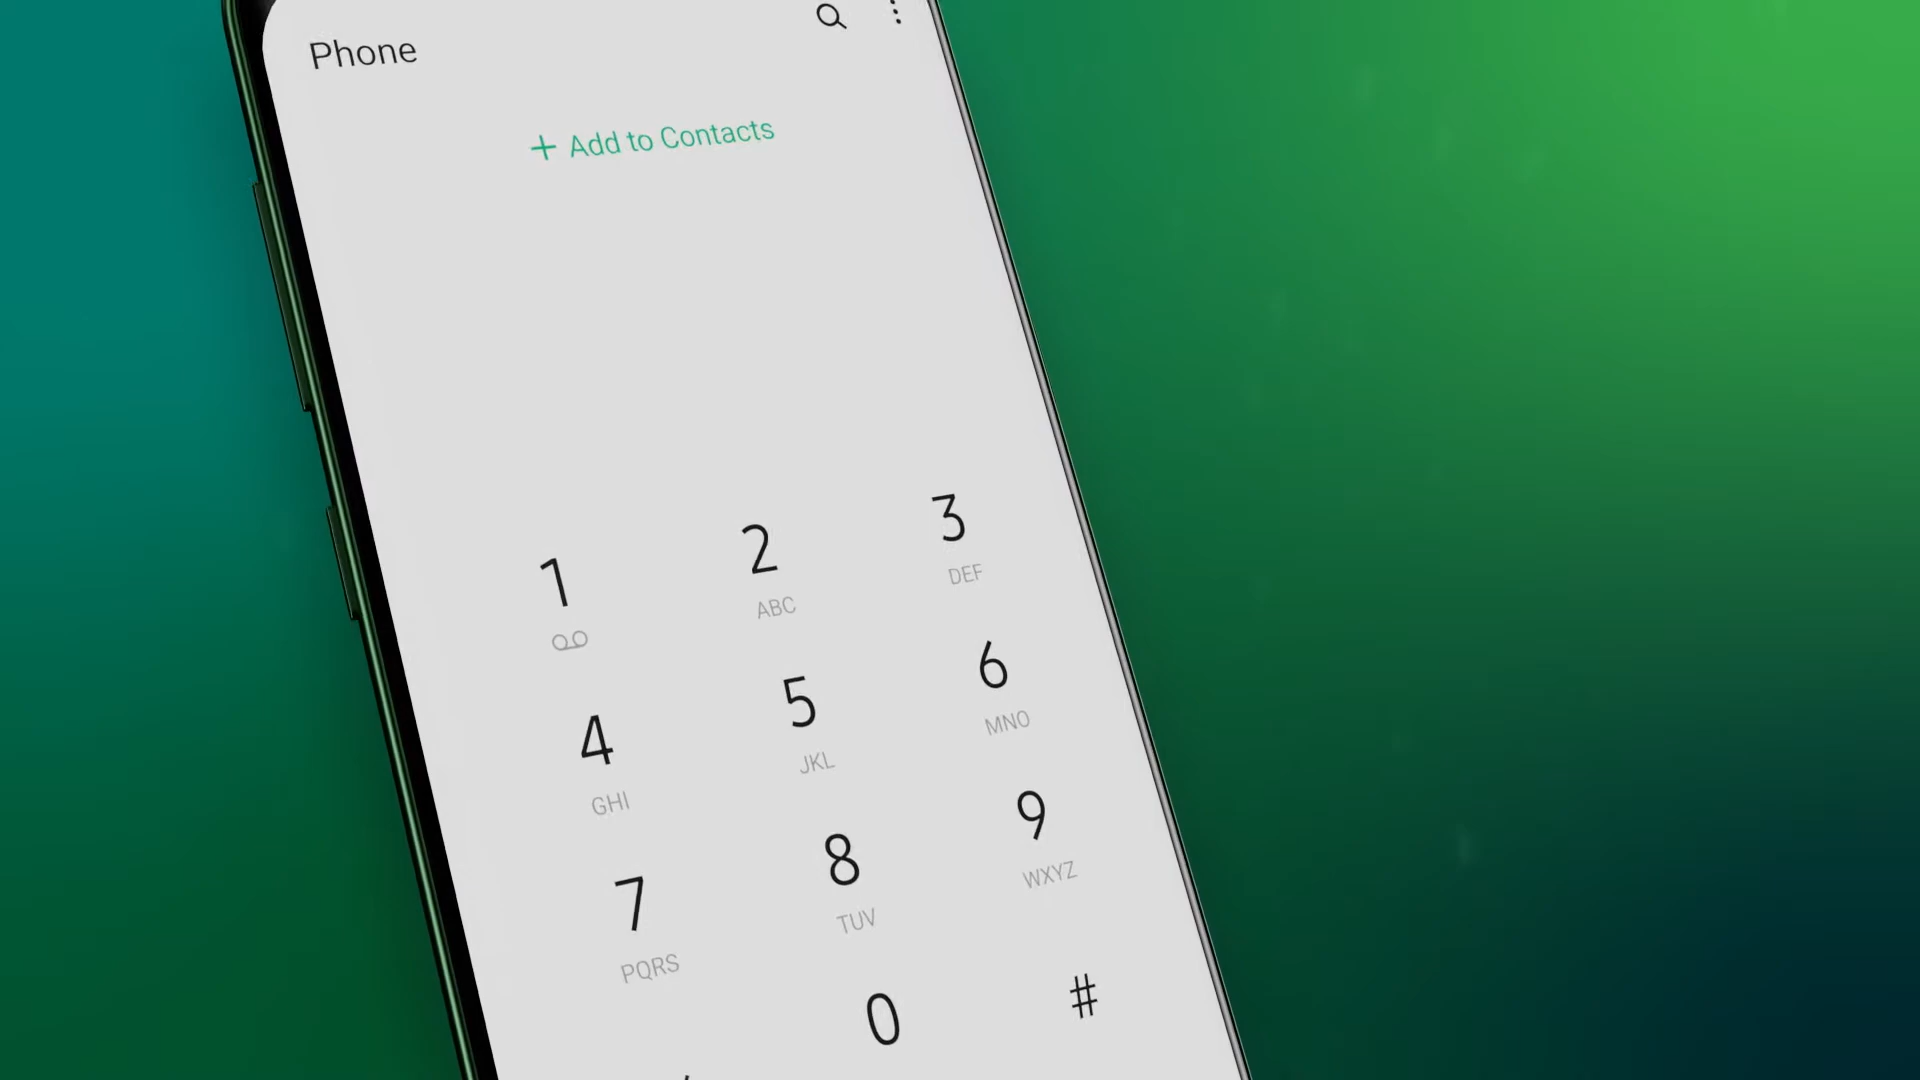 Phone
+ Add to Contacts
1 2 3
ABC DEF
4 5 6
GHI JKL MNO
7 8 9
PQRS TUV WXYZ
0 #